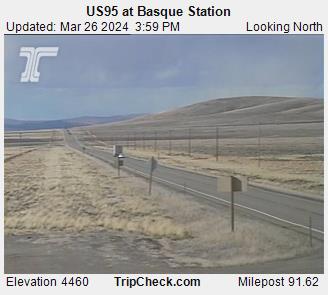 US95 at Basque Station
Updated: Mar 26 2024 3:59 PM Looking North
Elevation 4460 TripCheck.com Milepost 91.62